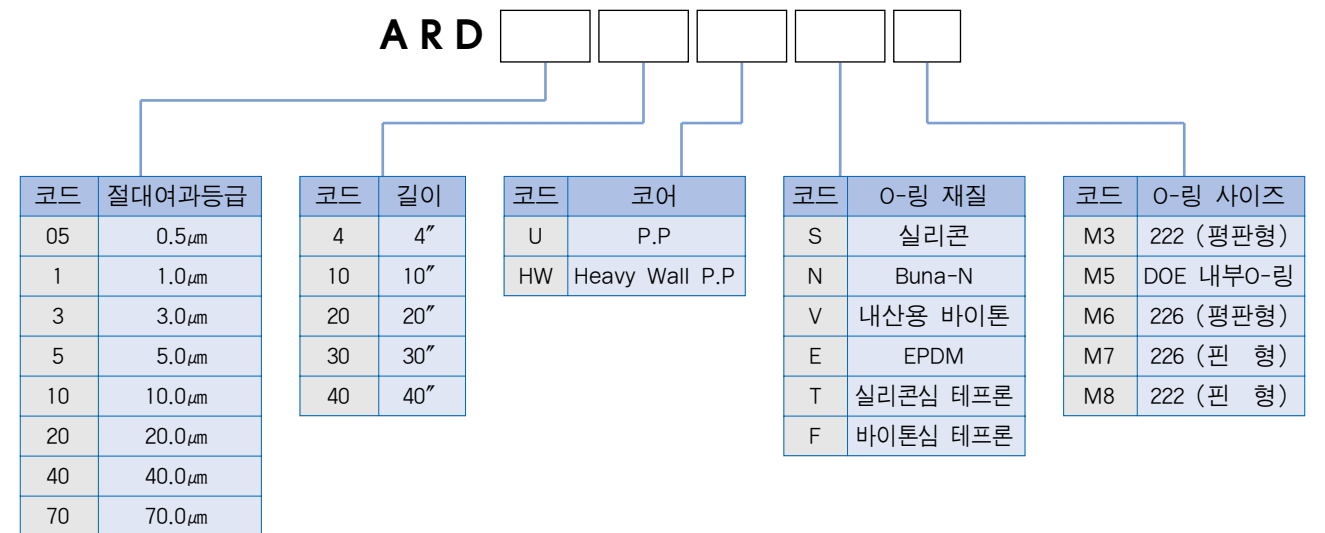 ARD
코드 절대여과등급
05 0.5㎛
1 1.0㎛
3 3.0㎛
5 5.0㎛
10 10.0㎛
20 20.0㎛
40 40.0㎛
70 70.0㎛
코드 길이
4 4″
10 10″
20 20″
30 30″
40 40″
코드 코어
U P.P
HW Heavy Wall P.P
코드 O-링 재질
S 실리콘
N Buna-N
V 내산용 바이톤
E EPDM
T 실리콘심 테프론
F 바이톤심 테프론
코드 O-링 사이즈
M3 222 (평판형)
M5 DOE 내부O-링
M6 226 (평판형)
M7 226 (핀 형)
M8 222 (핀 형)